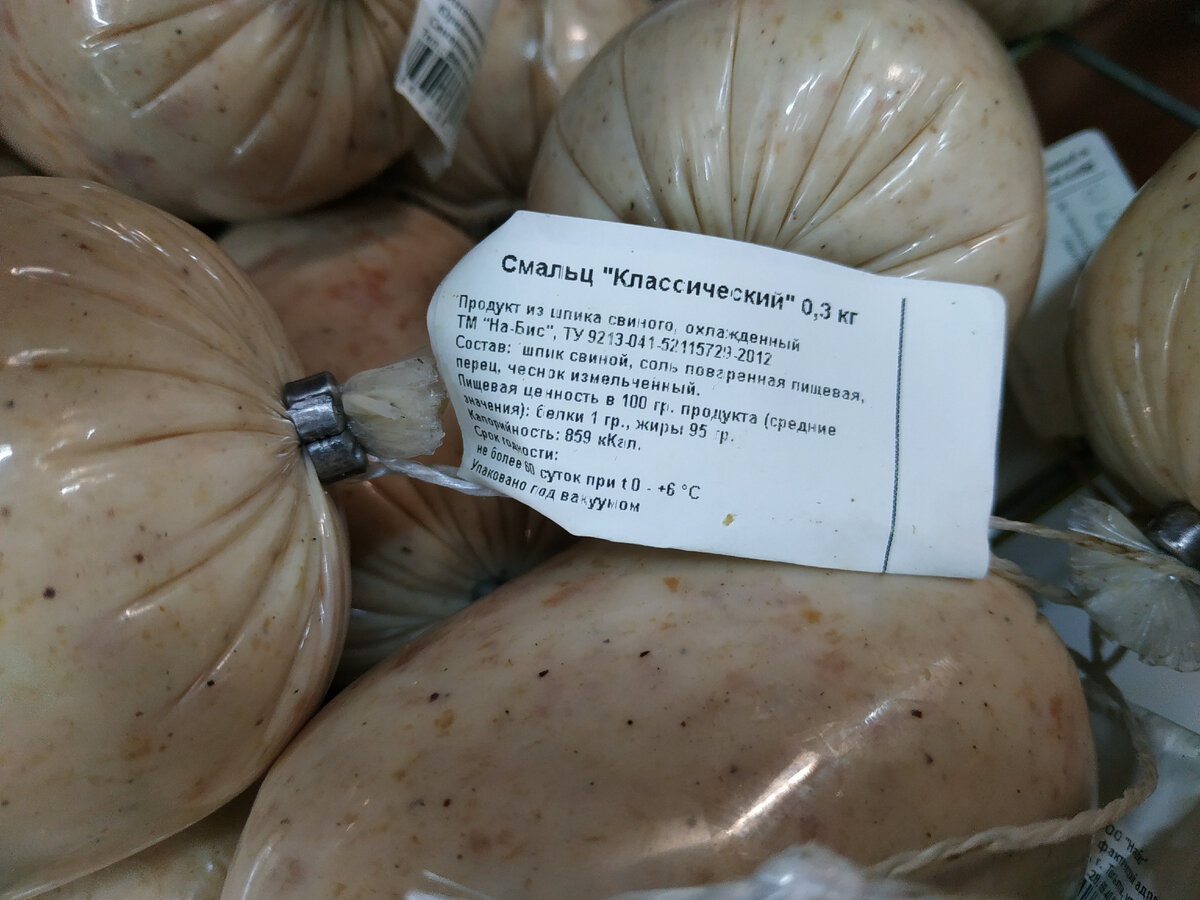 Смальц "Классический" 0,3 кг
Продукт из шпика свиного, охлажденный
ТМ "На-Бис", ТУ 9213-041-52115729-2012
Состав: шпик свиной, соль поваренная пищевая,
перец, чеснок измельченный.
Пищевая ценность в 100 гр. продукта (средние
значения): белки 1 гр., жиры 95 гр.
Калорийность: 859 кКал.
Срок годности:
не более 60 суток при t 0 - +6 °C
Упаковано под вакуумом